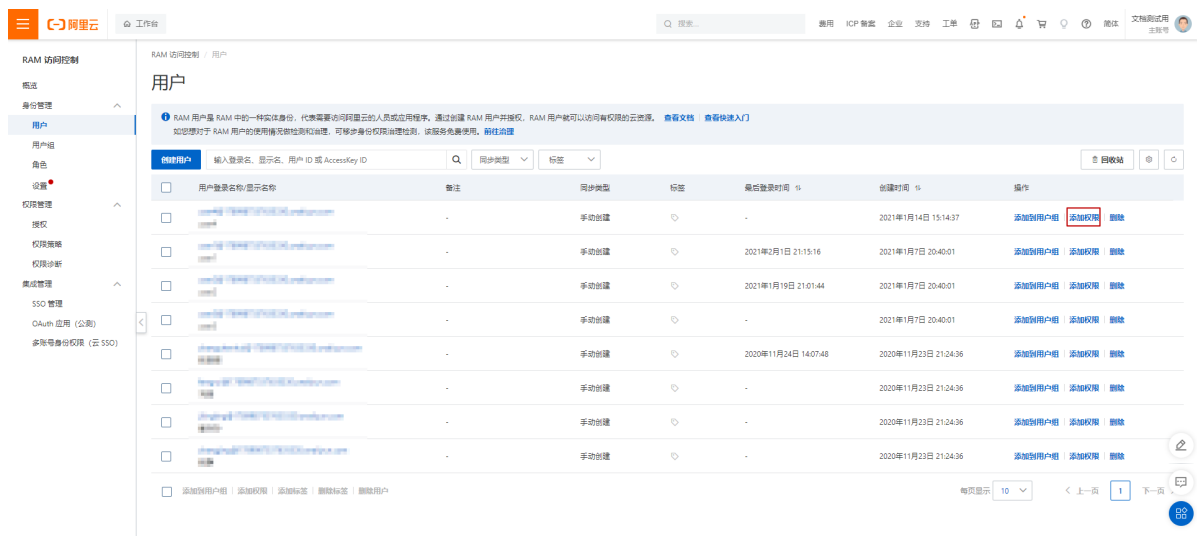 阿里云 工作台 搜索... 费用 ICP 备案 企业 支持 工单 简体 文档测试用
主账号
RAM 访问控制
概览
身份管理
用户
用户组
角色
设置
权限管理
授权
权限策略
权限诊断
集成管理
SSO 管理
OAuth 应用（公测）
多账号身份权限（云 SSO）
RAM 访问控制 / 用户
用户
RAM 用户是 RAM 中的一种实体身份，代表需要访问阿里云的人员或应用程序。通过创建 RAM 用户并授权，RAM 用户就可以访问有权限的云资源。 查看文档 查看快速入门
如您想对于 RAM 用户的使用情况做检测和治理，可移步身份权限治理检测，该服务免费使用。前往治理
创建用户 输入登录名、显示名、用户 ID 或 AccessKey ID 同步类型 标签 回收站
用户登录名称/显示名称 备注 同步类型 标签 最后登录时间 创建时间 操作
- 手动创建 - 2021年1月14日 15:14:37 添加到用户组 添加权限 删除
- 手动创建 2021年2月1日 21:15:16 2021年1月7日 20:40:01 添加到用户组 添加权限 删除
- 手动创建 2021年1月19日 21:01:44 2021年1月7日 20:40:01 添加到用户组 添加权限 删除
- 手动创建 - 2021年1月7日 20:40:01 添加到用户组 添加权限 删除
- 手动创建 2020年11月24日 14:07:48 2020年11月23日 21:24:36 添加到用户组 添加权限 删除
- 手动创建 - 2020年11月23日 21:24:36 添加到用户组 添加权限 删除
- 手动创建 - 2020年11月23日 21:24:36 添加到用户组 添加权限 删除
- 手动创建 - 2020年11月23日 21:24:36 添加到用户组 添加权限 删除
添加到用户组 添加权限 添加标签 删除标签 删除用户 每页显示 10 上一页 1 下一页